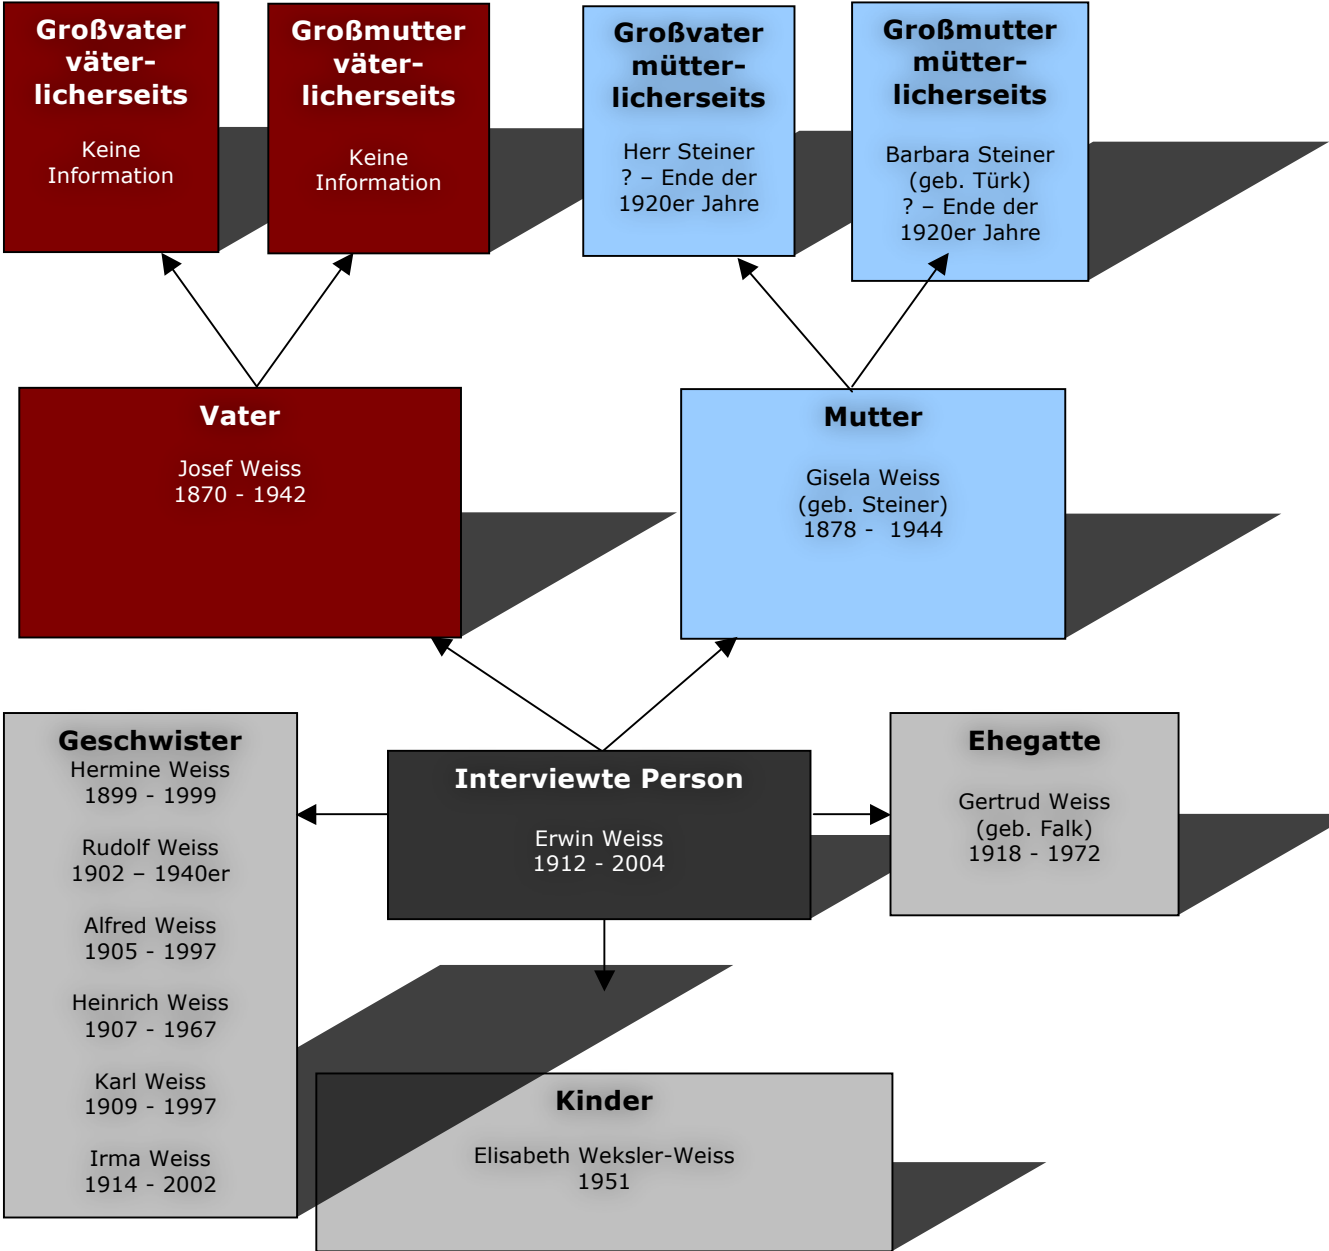 Großvater
väter-
licherseits
Keine
Information
Großmutter
väter-
licherseits
Keine
Information
Großvater
mütter-
licherseits
Herr Steiner
? – Ende der
1920er Jahre
Großmutter
mütter-
licherseits
Barbara Steiner
(geb. Türk)
? – Ende der
1920er Jahre
Vater
Josef Weiss
1870 - 1942
Mutter
Gisela Weiss
(geb. Steiner)
1878 -  1944
Geschwister
Hermine Weiss
1899 - 1999
Rudolf Weiss
1902 – 1940er
Alfred Weiss
1905 - 1997
Heinrich Weiss
1907 - 1967
Karl Weiss
1909 - 1997
Irma Weiss
1914 - 2002
Interviewte Person
Erwin Weiss
1912 - 2004
Ehegatte
Gertrud Weiss
(geb. Falk)
1918 - 1972
Kinder
Elisabeth Weksler-Weiss
1951